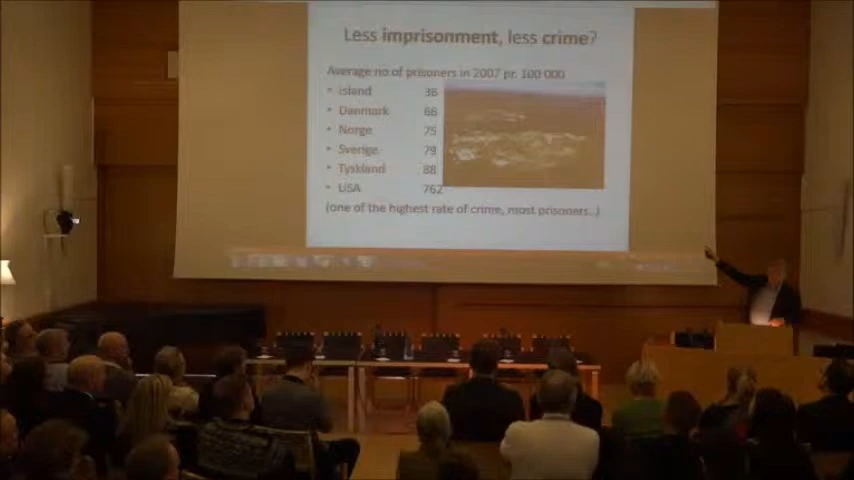 Less imprisonment, less crime?
Average no of prisoners in 2007 pr. 100 000
• island 36
• Danmark 66
• Norge 75
• Sverige 79
• Tyskland 88
• USA 762
(one of the highest rate of crime, most prisoners..)